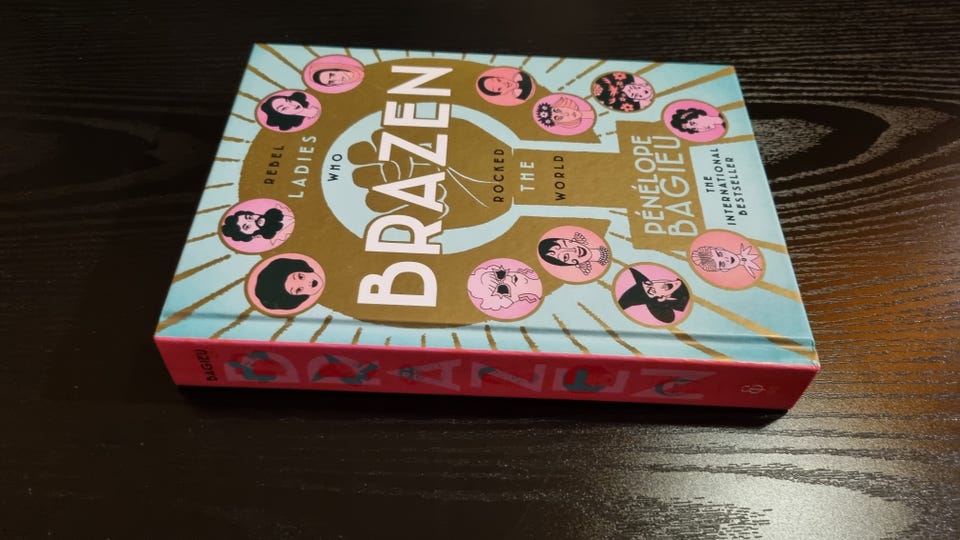 REBEL
LADIES
WHO
BRAZEN
ROCKED
THE
WORLD
PÉNÉLOPE
BAGIEU
THE
INTERNATIONAL
BESTSELLER
BAGIEU
BRAZEN